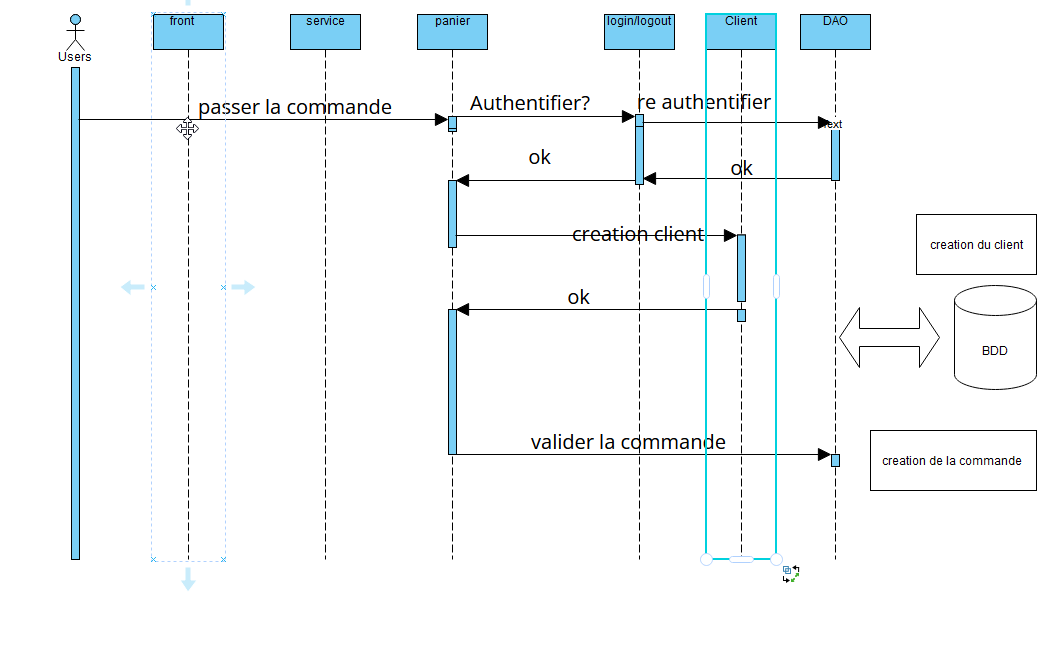 front
service
panier
login/logout
Client
DAO
Users
passer la commande
Authentifier?
re authentifier
ok
ok
creation client
creation du client
ok
BDD
valider la commande
creation de la commande